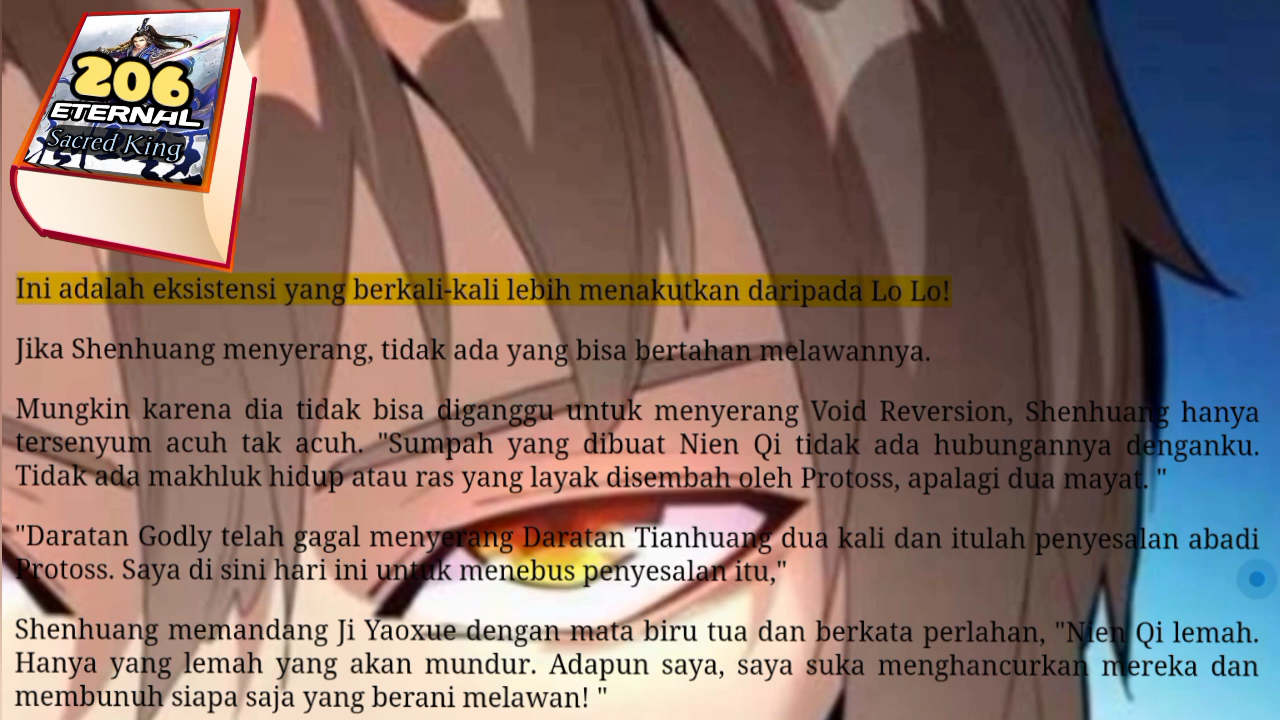 206
ETERNAL
Sacred King
Ini adalah eksistensi yang berkali-kali lebih menakutkan daripada Lo Lo!
Jika Shenhuang menyerang, tidak ada yang bisa bertahan melawannya.
Mungkin karena dia tidak bisa diganggu untuk menyerang Void Reversion, Shenhuang hanya
tersenyum acuh tak acuh. "Sumpah yang dibuat Nien Qi tidak ada hubungannya denganku.
Tidak ada makhluk hidup atau ras yang layak disembah oleh Protoss, apalagi dua mayat. "
"Daratan Godly telah gagal menyerang Daratan Tianhuang dua kali dan itulah penyesalan abadi
Protoss. Saya di sini hari ini untuk menebus penyesalan itu,"
Shenhuang memandang Ji Yaoxue dengan mata biru tua dan berkata perlahan, "Nien Qi lemah.
Hanya yang lemah yang akan mundur. Adapun saya, saya suka menghancurkan mereka dan
membunuh siapa saja yang berani melawan! "